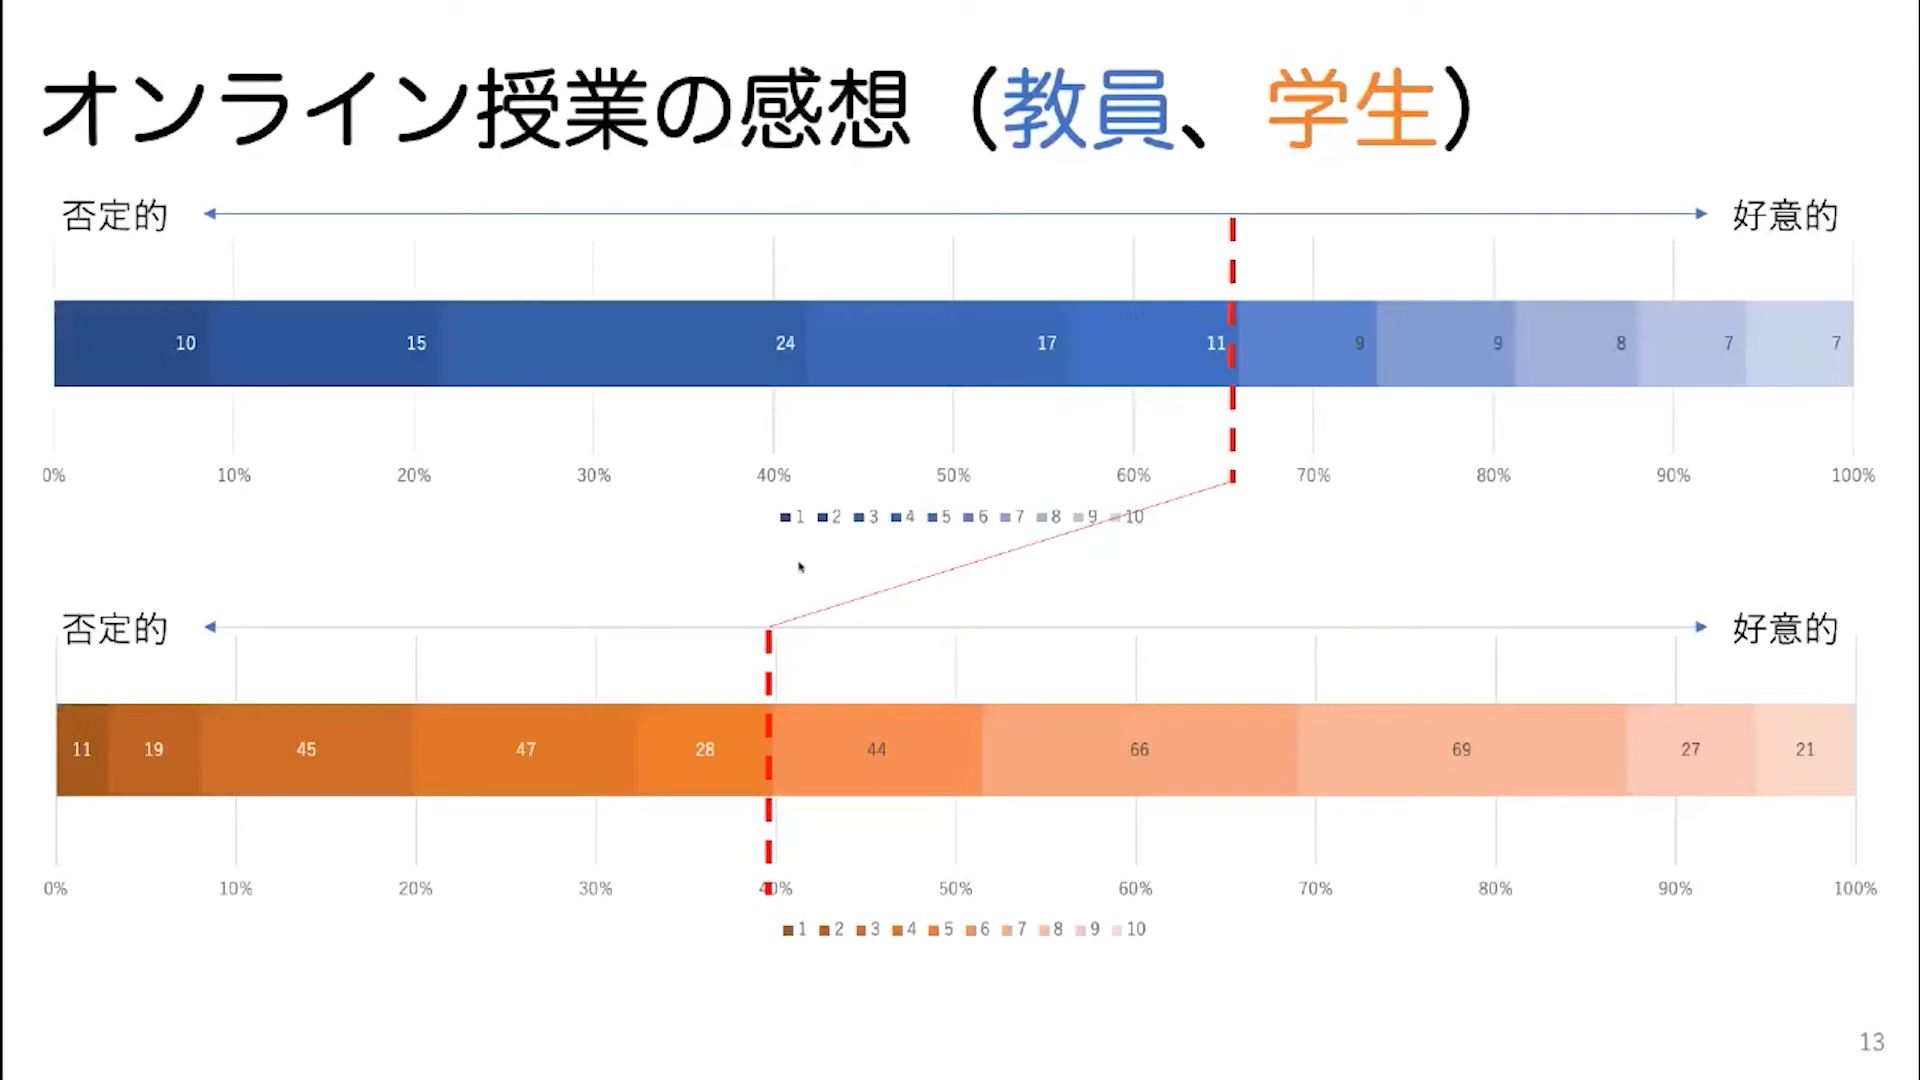 オンライン授業の感想（教員、学生）
否定的 好意的
10 15 24 17 11 9 9 8 7 7
0% 10% 20% 30% 40% 50% 60% 70% 80% 90% 100%
1 2 3 4 5 6 7 8 9 10
否定的 好意的
11 19 45 47 28 44 66 69 27 21
0% 10% 20% 30% 40% 50% 60% 70% 80% 90% 100%
1 2 3 4 5 6 7 8 9 10
13